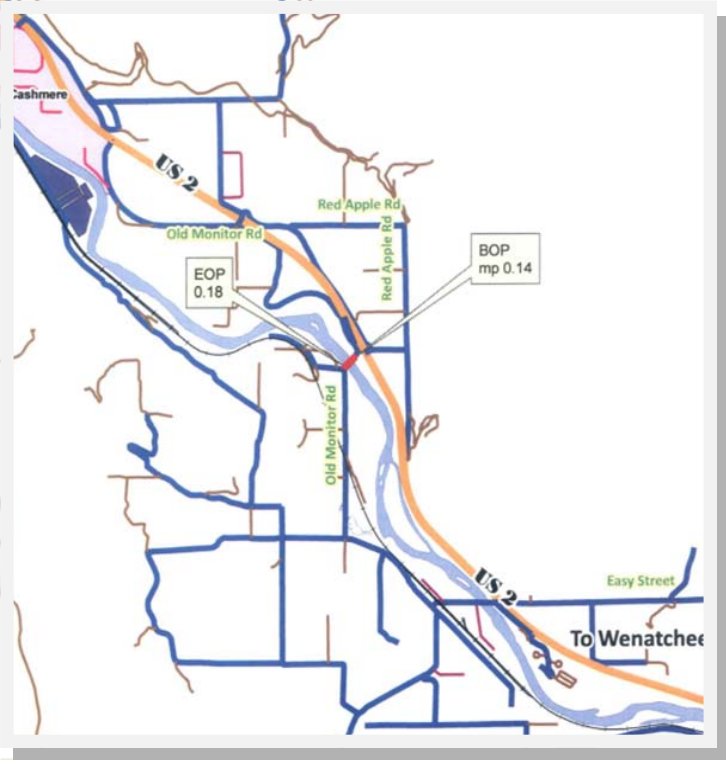 Cashmere
US 2
Red Apple Rd
Old Monitor Rd
Red Apple Rd
BOP
mp 0.14
EOP
0.18
Old Monitor Rd
US 2
Easy Street
To Wenatchee